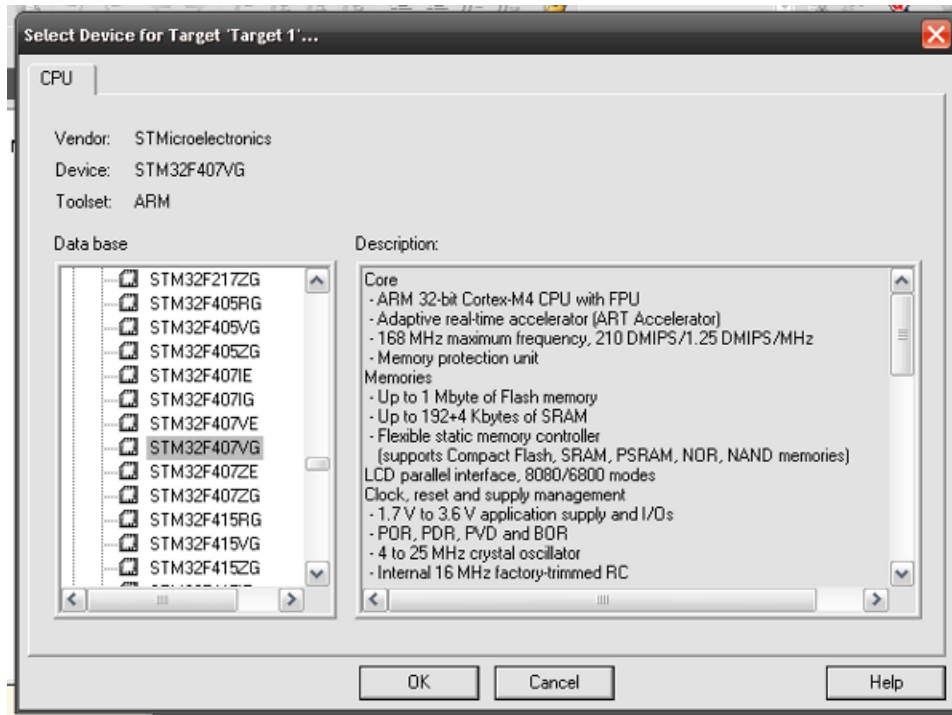 Select Device for Target 'Target 1'...
CPU
Vendor: STMicroelectronics
Device: STM32F407VG
Toolset: ARM
Data base
STM32F217ZG
STM32F405RG
STM32F405VG
STM32F405ZG
STM32F407IE
STM32F407IG
STM32F407VE
STM32F407VG
STM32F407ZE
STM32F407ZG
STM32F415RG
STM32F415VG
STM32F415ZG
Description:
Core
- ARM 32-bit Cortex-M4 CPU with FPU
- Adaptive real-time accelerator (ART Accelerator)
- 168 MHz maximum frequency, 210 DMIPS/1.25 DMIPS/MHz
- Memory protection unit
Memories
- Up to 1 Mbyte of Flash memory
- Up to 192+4 Kbytes of SRAM
- Flexible static memory controller
(supports Compact Flash, SRAM, PSRAM, NOR, NAND memories)
LCD parallel interface, 8080/6800 modes
Clock, reset and supply management
- 1.7 V to 3.6 V application supply and I/Os
- POR, PDR, PVD and BOR
- 4 to 25 MHz crystal oscillator
- Internal 16 MHz factory-trimmed RC
OK
Cancel
Help